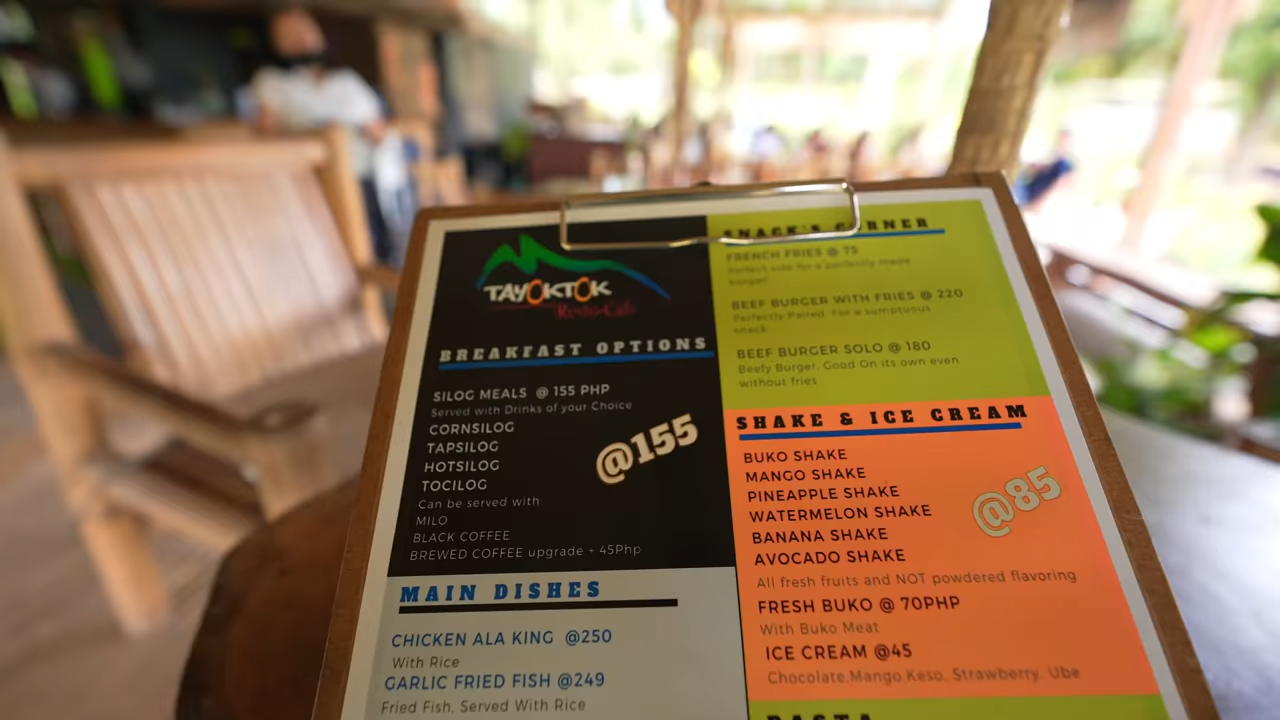 TAYOKTOK
Resto-Cafe
BREAKFAST OPTIONS
SILOG MEALS @ 155 PHP
Served with Drinks of your Choice
CORNSILOG
TAPSILOG
HOTSILOG
TOCILOG
@155
Can be served with:
MILO
BLACK COFFEE
BREWED COFFEE upgrade + 45Php
MAIN DISHES
CHICKEN ALA KING @250
With Rice
GARLIC FRIED FISH @249
Fried Fish, Served With Rice
SNACK'S CORNER
FRENCH FRIES @ 75
Perfect side for a perfectly made
burger
BEEF BURGER WITH FRIES @ 220
Perfectly Paired. For a sumptuous
snack
BEEF BURGER SOLO @ 180
Beefy Burger. Good On its own even
without fries
SHAKE & ICE CREAM
BUKO SHAKE
MANGO SHAKE
PINEAPPLE SHAKE
WATERMELON SHAKE
BANANA SHAKE
AVOCADO SHAKE
@85
All fresh fruits and NOT powdered flavoring
FRESH BUKO @ 70PHP
With Buko Meat
ICE CREAM @45
Chocolate,Mango,Keso, Strawberry, Ube
PASTA